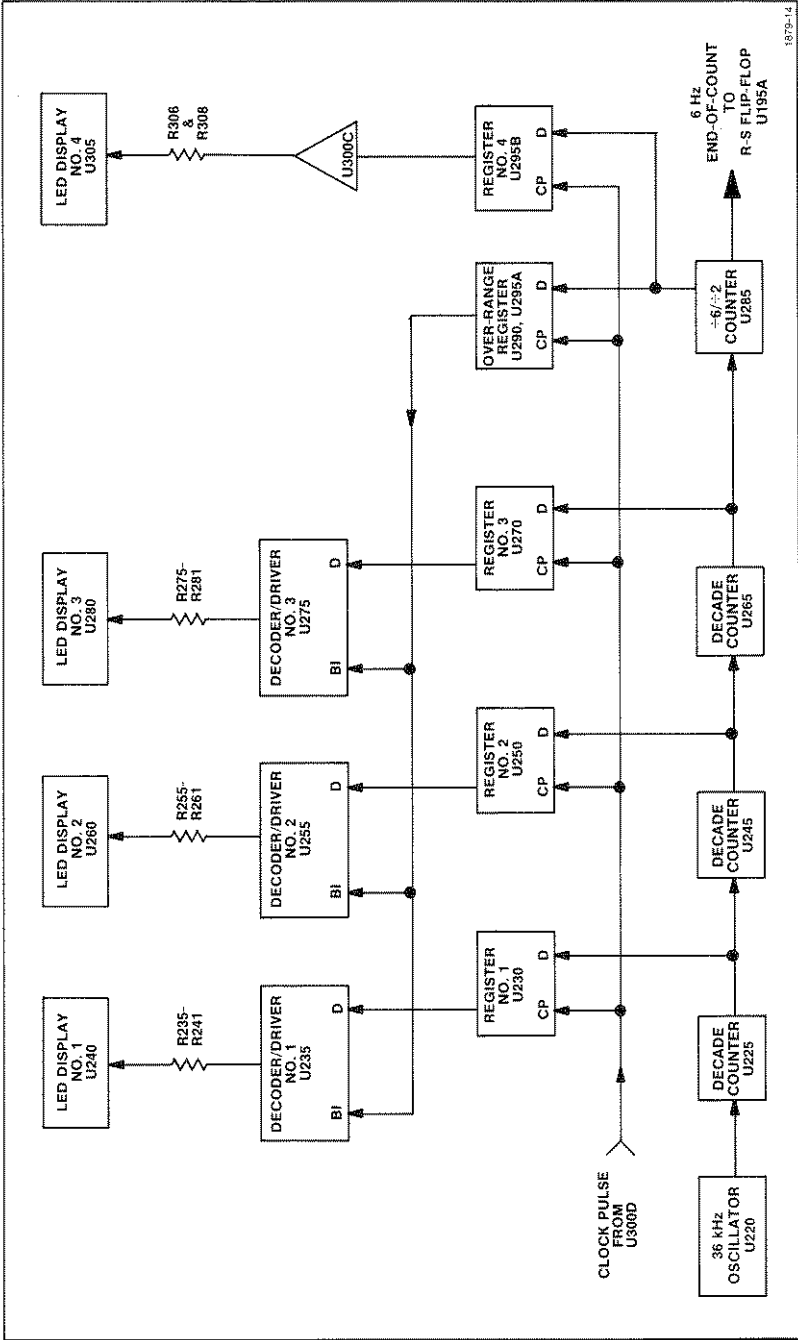 LED DISPLAY
NO. 1
U240
LED DISPLAY
NO. 2
U260
LED DISPLAY
NO. 3
U280
LED DISPLAY
NO. 4
U305
R235-
R241
R255-
R261
R275-
R281
R306
&
R308
DECODER/DRIVER
NO. 1
U235
BI
D
DECODER/DRIVER
NO. 2
U255
BI
D
DECODER/DRIVER
NO. 3
U275
BI
D
U300C
REGISTER
NO. 1
U230
CP
D
REGISTER
NO. 2
U250
CP
D
REGISTER
NO. 3
U270
CP
D
OVER-RANGE
REGISTER
U290, U295A
CP
D
REGISTER
NO. 4
U295B
CP
D
CLOCK PULSE
FROM
U300D
36 kHz
OSCILLATOR
U220
DECADE
COUNTER
U225
DECADE
COUNTER
U245
DECADE
COUNTER
U265
÷6/÷2
COUNTER
U285
6 Hz
END-OF-COUNT
TO
R-S FLIP-FLOP
U195A
1879-14